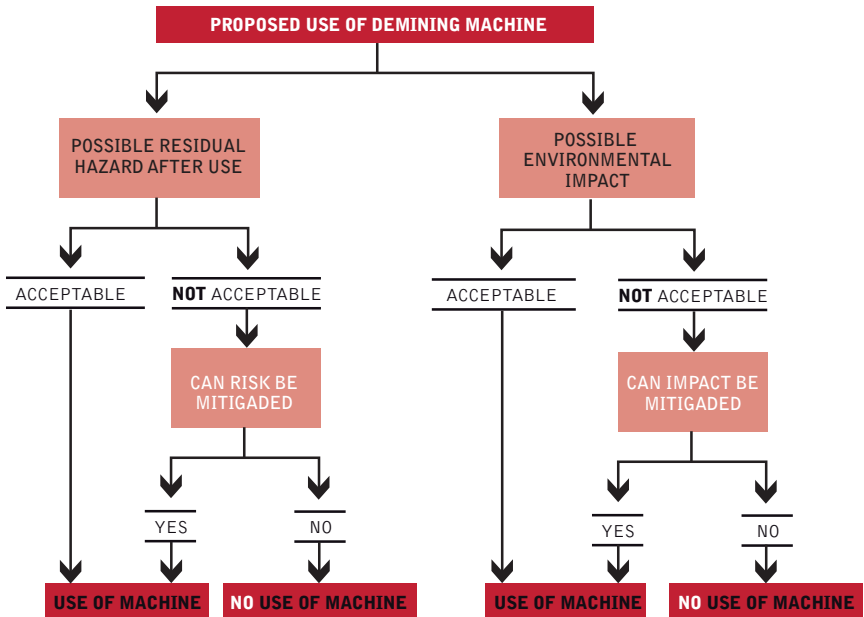 PROPOSED USE OF DEMINING MACHINE
POSSIBLE RESIDUAL
HAZARD AFTER USE
POSSIBLE
ENVIRONMENTAL
IMPACT
ACCEPTABLE
NOT ACCEPTABLE
ACCEPTABLE
NOT ACCEPTABLE
CAN RISK BE
MITIGADED
CAN IMPACT BE
MITIGADED
YES
NO
YES
NO
USE OF MACHINE
NO USE OF MACHINE
USE OF MACHINE
NO USE OF MACHINE